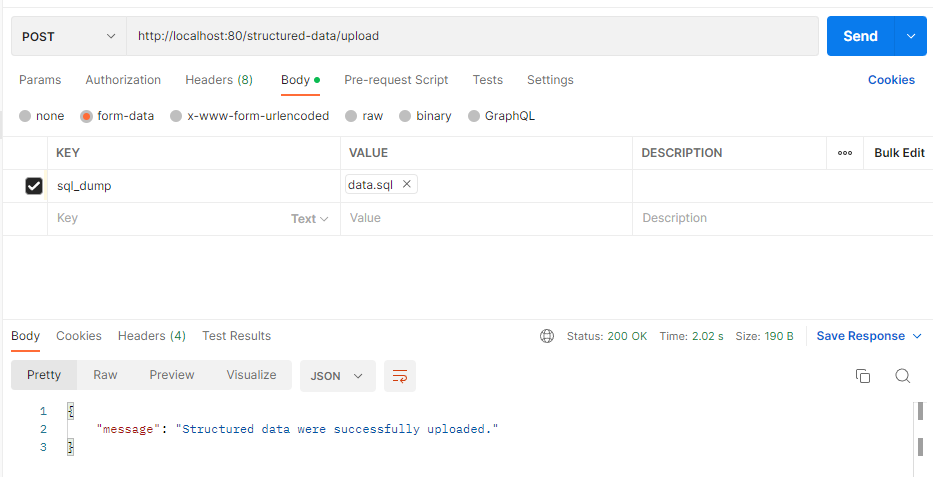 POST http://localhost:80/structured-data/upload Send
Params Authorization Headers (8) Body Pre-request Script Tests Settings Cookies
none form-data x-www-form-urlencoded raw binary GraphQL
KEY VALUE DESCRIPTION ooo Bulk Edit
sql_dump data.sql ×
Key Text Value Description
Body Cookies Headers (4) Test Results Status: 200 OK Time: 2.02 s Size: 190 B Save Response
Pretty Raw Preview Visualize JSON
1 {
2 "message": "Structured data were successfully uploaded."
3 }